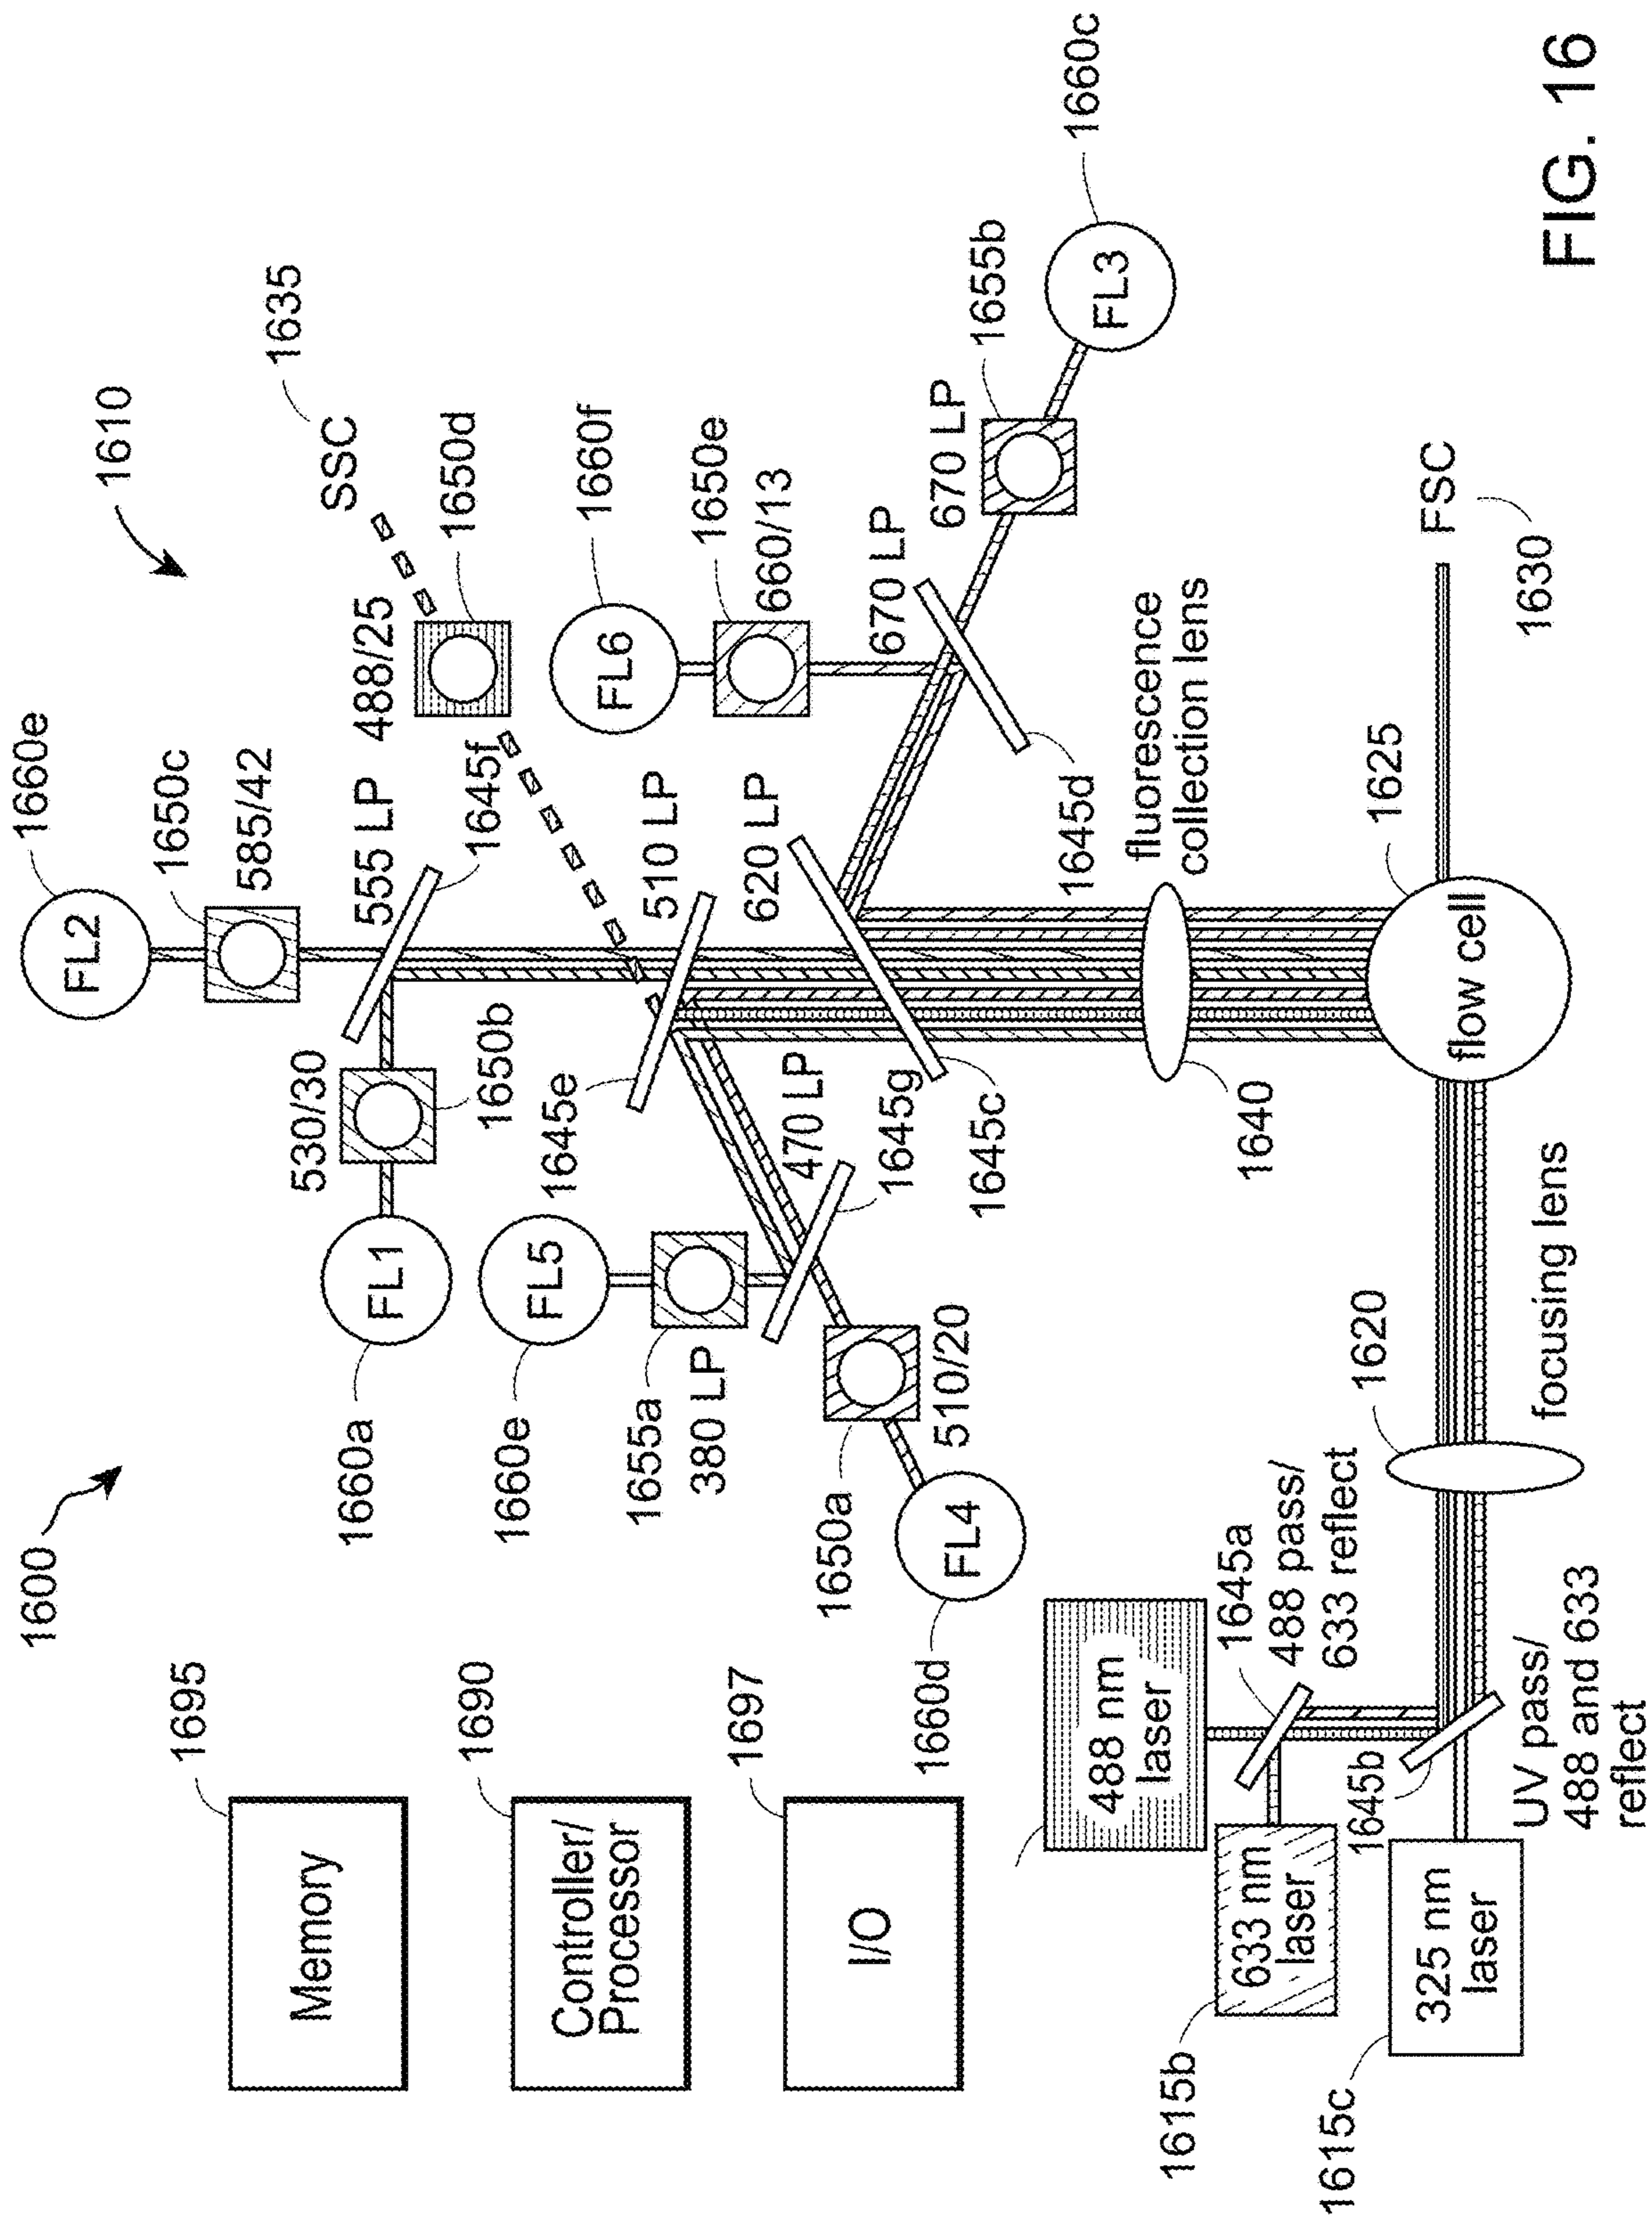 1600
1610
1695
Memory
1690
Controller/
Processor
1697
I/O
1660a
FL1
530/30
1650b
1660e
FL2
1650c
585/42
555 LP
1645f
488/25
1650d
SSC
1635
1660e
FL5
1655a
380 LP
1645e
510 LP
1660f
FL6
1650e
660/13
1650a
510/20
FL4
1660d
470 LP
1645g
1645c
620 LP
670 LP
1645d
670 LP
1655b
FL3
1660c
1640
fluorescence
collection lens
488 nm
laser
1645a
488 pass/
633 reflect
1615b
633 nm
laser
1645b
1615c
325 nm
laser
UV pass/
488 and 633
reflect
1620
focusing lens
flow cell
1625
FSC
1630
FIG. 16